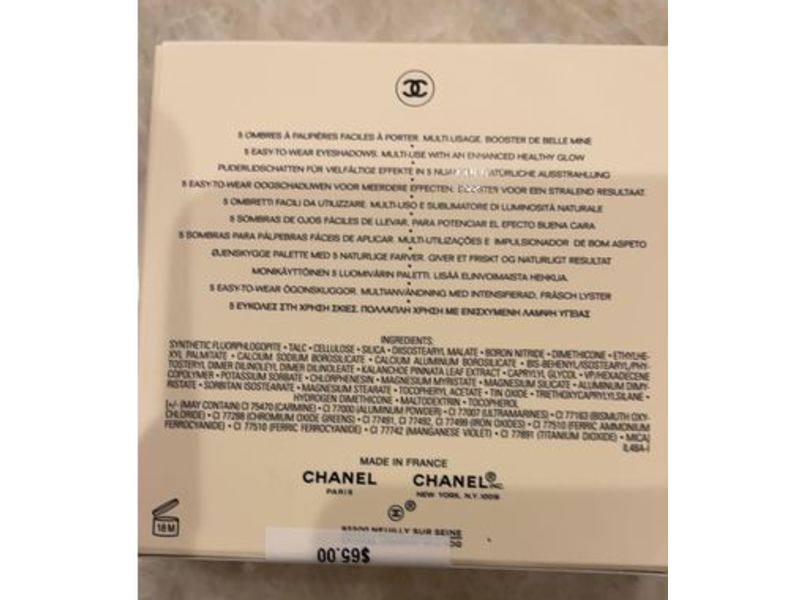 5 OMBRES À PAUPIÈRES FACILES À PORTER. MULTI-USAGE. BOOSTER DE BELLE MINE
5 EASY-TO-WEAR EYESHADOWS. MULTI-USE WITH AN ENHANCED HEALTHY GLOW
PUDERLIDSCHATTEN FÜR VIELFÄLTIGE EFFEKTE IN 5 NATÜRLICHE AUSSTRAHLUNG
5 EASY-TO-WEAR OOGSCHADUWEN VOOR MEERDERE EFFECTEN. BOOSTER VOOR EEN STRALEND RESULTAAT.
5 OMBRETTI FACILI DA UTILIZZARE. MULTI-USO E SUBLIMATORE DI LUMINOSITÀ NATURALE
5 SOMBRAS DE OJOS FÁCILES DE LLEVAR, PARA POTENCIAR EL EFECTO BUENA CARA
5 SOMBRAS PARA PÁLPEBRAS FÁCEIS DE APLICAR. MULTI-UTILIZAÇÕES E IMPULSIONADOR DE BOM ASPETO
ØJENSKYGGE PALETTE MED 5 NATURLIGE FARVER. GIVER ET FRISKT OG NATURLIGT RESULTAT
MONIKÄYTTÖINEN 5 LUOMIVÄRIN PALETTI. LISÄÄ ELINVOIMAISTA HEHKUA.
5 EASY-TO-WEAR ÖGONSKUGGOR. MULTIANVÄNDNING MED INTENSIFIERAD, FRÄSCH LYSTER
5 ΕΥΚΟΛΕΣ ΣΤΗ ΧΡΗΣΗ ΣΚΙΕΣ. ΠΟΛΛΑΠΛΗ ΧΡΗΣΗ ΜΕ ΕΝΙΣΧΥΜΕΝΗ ΛΑΜΨΗ ΥΓΕΙΑΣ
INGREDIENTS:
SYNTHETIC FLUORPHLOGOPITE • TALC • CELLULOSE • SILICA • DIISOSTEARYL MALATE • BORON NITRIDE • DIMETHICONE • ETHYLHE-
XYL PALMITATE • CALCIUM SODIUM BOROSILICATE • CALCIUM ALUMINUM BOROSILICATE • BIS-BEHENYL/ISOSTEARYL/PHY-
TOSTERYL DIMER DILINOLEYL DIMER DILINOLEATE • KALANCHOE PINNATA LEAF EXTRACT • CAPRYLYL GLYCOL • VP/HEXADECENE
COPOLYMER • POTASSIUM SORBATE • CHLORPHENESIN • MAGNESIUM MYRISTATE • MAGNESIUM SILICATE • ALUMINUM DIMY-
RISTATE • SORBITAN ISOSTEARATE • MAGNESIUM STEARATE • TOCOPHERYL ACETATE • TIN OXIDE • TRIETHOXYCAPRYLYLSILANE •
HYDROGEN DIMETHICONE • MALTODEXTRIN • TOCOPHEROL
[+/- (MAY CONTAIN) CI 75470 (CARMINE) • CI 77000 (ALUMINUM POWDER) • CI 77007 (ULTRAMARINES) • CI 77163 (BISMUTH OXY-
CHLORIDE) • CI 77288 (CHROMIUM OXIDE GREENS) • CI 77491, CI 77492, CI 77499 (IRON OXIDES) • CI 77510 (FERRIC AMMONIUM
FERROCYANIDE) • CI 77510 (FERRIC FERROCYANIDE) • CI 77742 (MANGANESE VIOLET) • CI 77891 (TITANIUM DIOXIDE) • MICA]
IL48A-I
MADE IN FRANCE
CHANEL CHANEL® INC.
PARIS NEW YORK, N.Y. 10019
®
NEUILLY SUR SEINE
18 M
$65.00